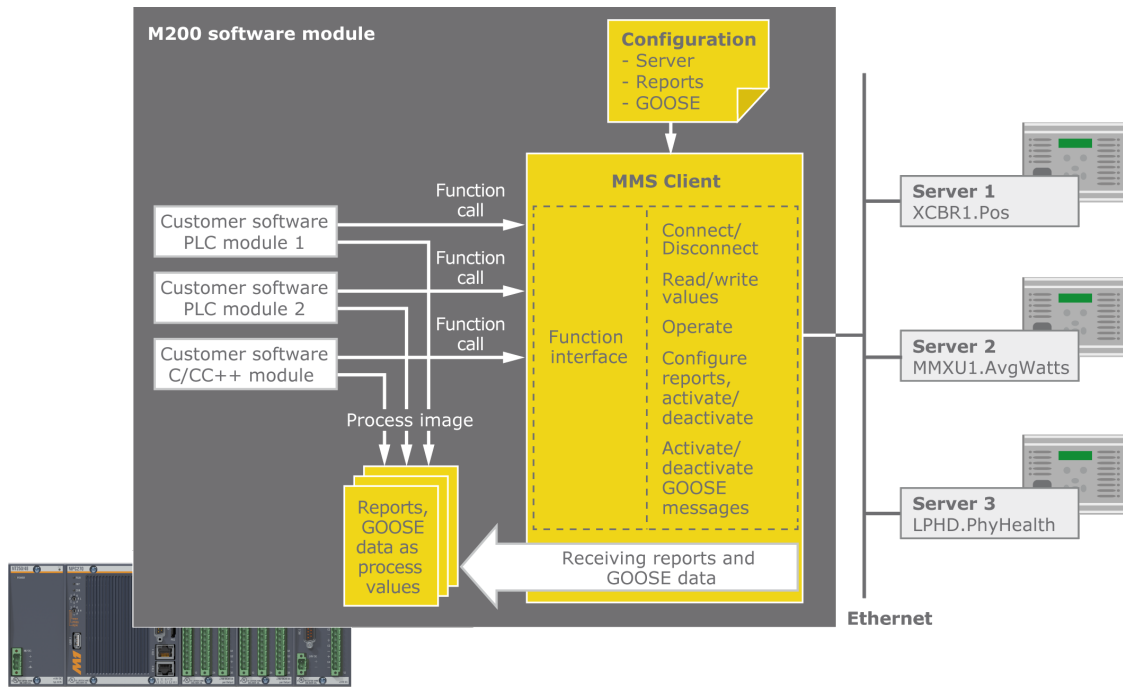 M200 software module
Configuration
- Server
- Reports
- GOOSE
MMS Client
Function
call
Customer software
PLC module 1
Function
call
Customer software
PLC module 2
Function
call
Customer software
C/CC++ module
Function
interface
Connect/
Disconnect
Read/write
values
Operate
Configure
reports,
activate/
deactivate
Activate/
deactivate
GOOSE
messages
Process image
Reports,
GOOSE
data as
process
values
Receiving reports and
GOOSE data
Server 1
XCBR1.Pos
Server 2
MMXU1.AvgWatts
Server 3
LPHD.PhyHealth
Ethernet